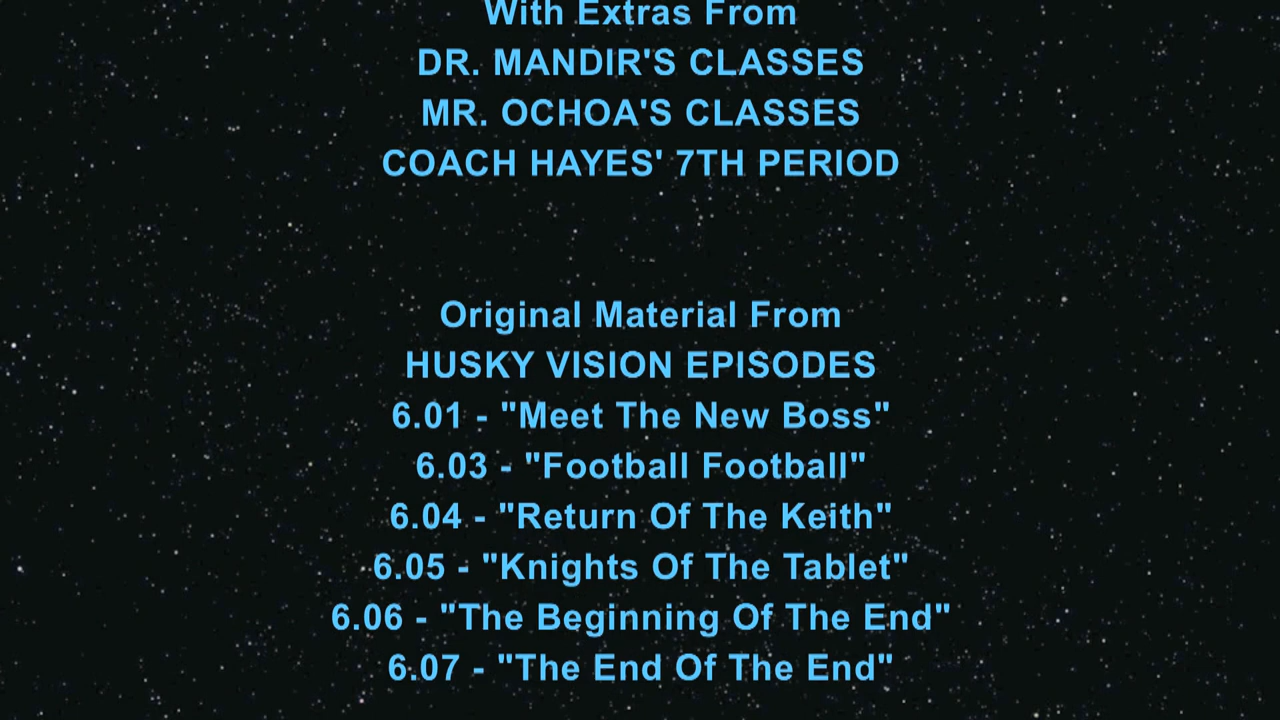 With Extras From
DR. MANDIR'S CLASSES
MR. OCHOA'S CLASSES
COACH HAYES' 7TH PERIOD
Original Material From
HUSKY VISION EPISODES
6.01 - "Meet The New Boss"
6.03 - "Football Football"
6.04 - "Return Of The Keith"
6.05 - "Knights Of The Tablet"
6.06 - "The Beginning Of The End"
6.07 - "The End Of The End"